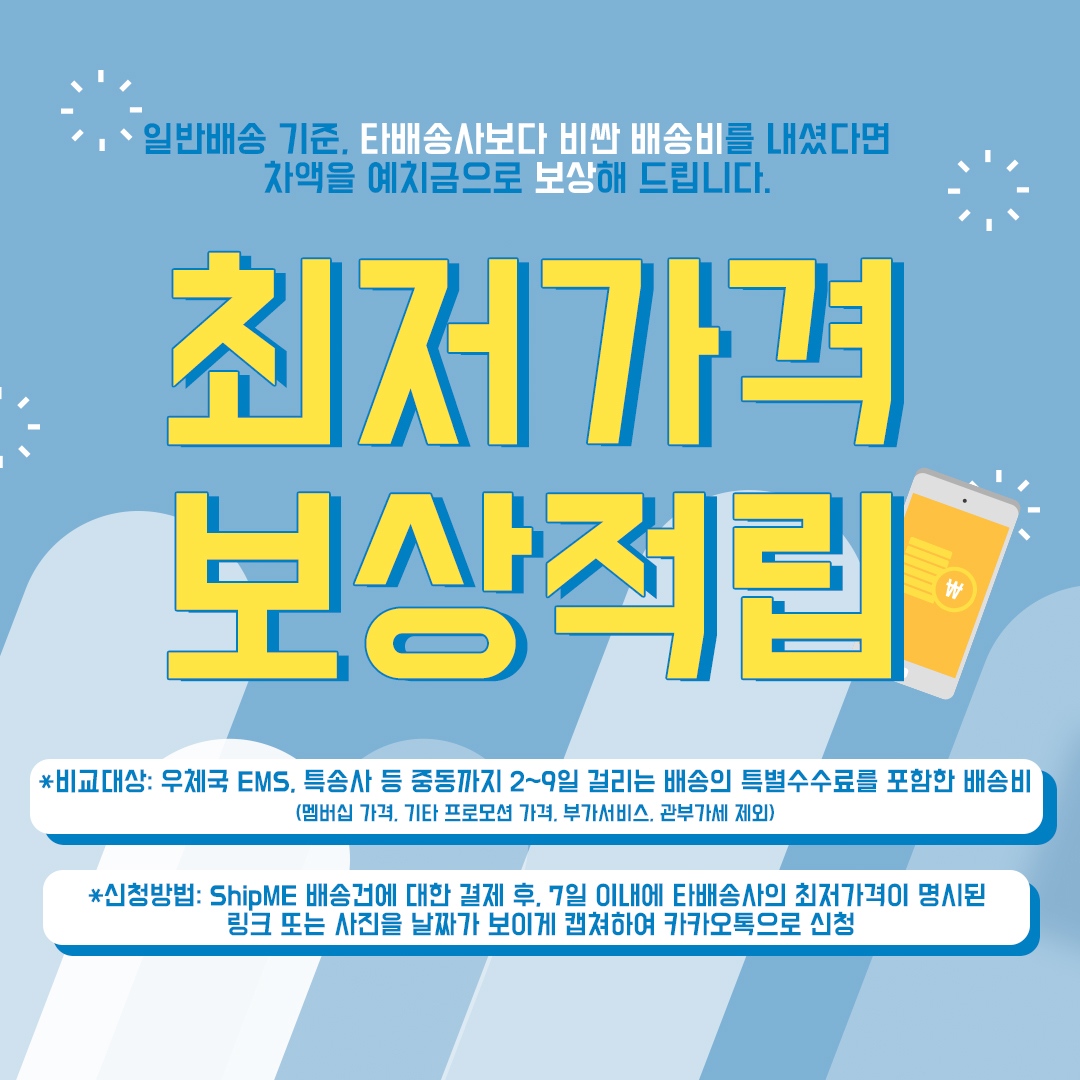 일반배송 기준, 타배송사보다 비싼 배송비를 내셨다면
차액을 예치금으로 보상해 드립니다.
최저가격
보상적립
₩
*비교대상: 우체국 EMS, 특송사 등 중동까지 2~9일 걸리는 배송의 특별수수료를 포함한 배송비
(멤버십 가격, 기타 프로모션 가격, 부가서비스, 관부가세 제외)
*신청방법: ShipME 배송건에 대한 결제 후, 7일 이내에 타배송사의 최저가격이 명시된
링크 또는 사진을 날짜가 보이게 캡쳐하여 카카오톡으로 신청